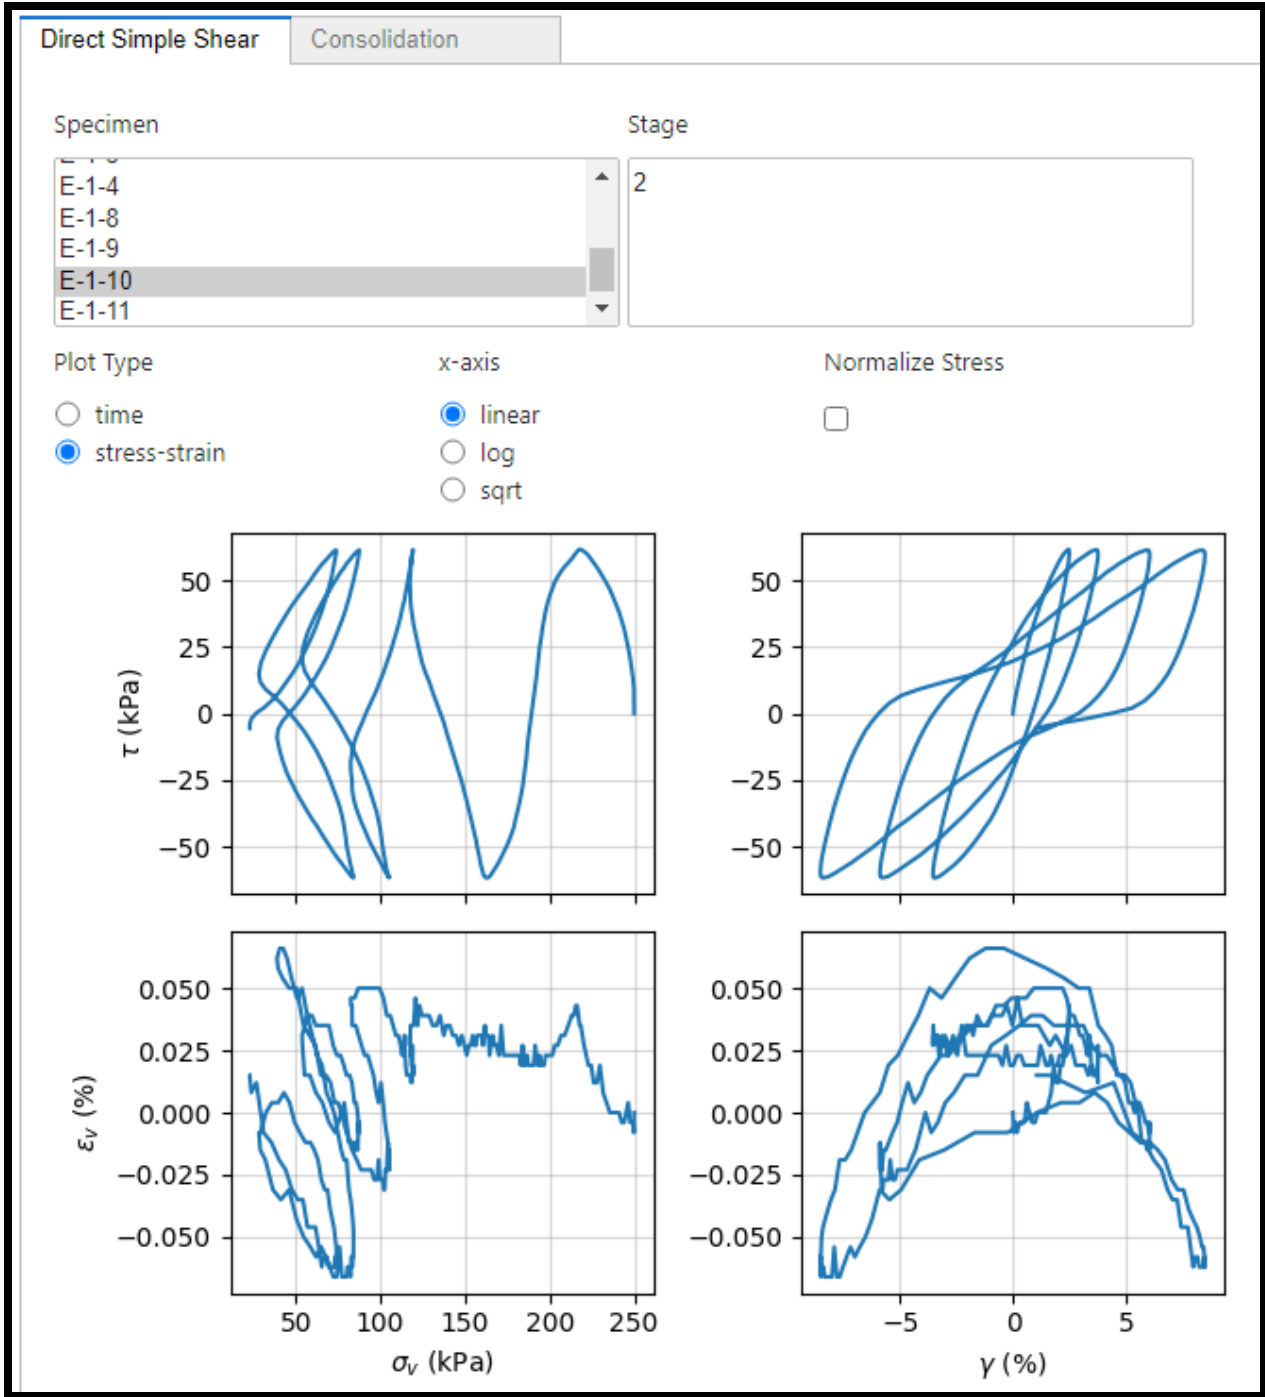 Direct Simple Shear
Consolidation
Specimen
Stage
E-1-4
E-1-8
E-1-9
E-1-10
E-1-11
2
Plot Type
x-axis
Normalize Stress
time
stress-strain
linear
log
sqrt
τ (kPa)
50
25
0
−25
−50
50
25
0
−25
−50
εv (%)
0.050
0.025
0.000
−0.025
−0.050
50 100 150 200 250
σv (kPa)
0.050
0.025
0.000
−0.025
−0.050
−5 0 5
γ (%)